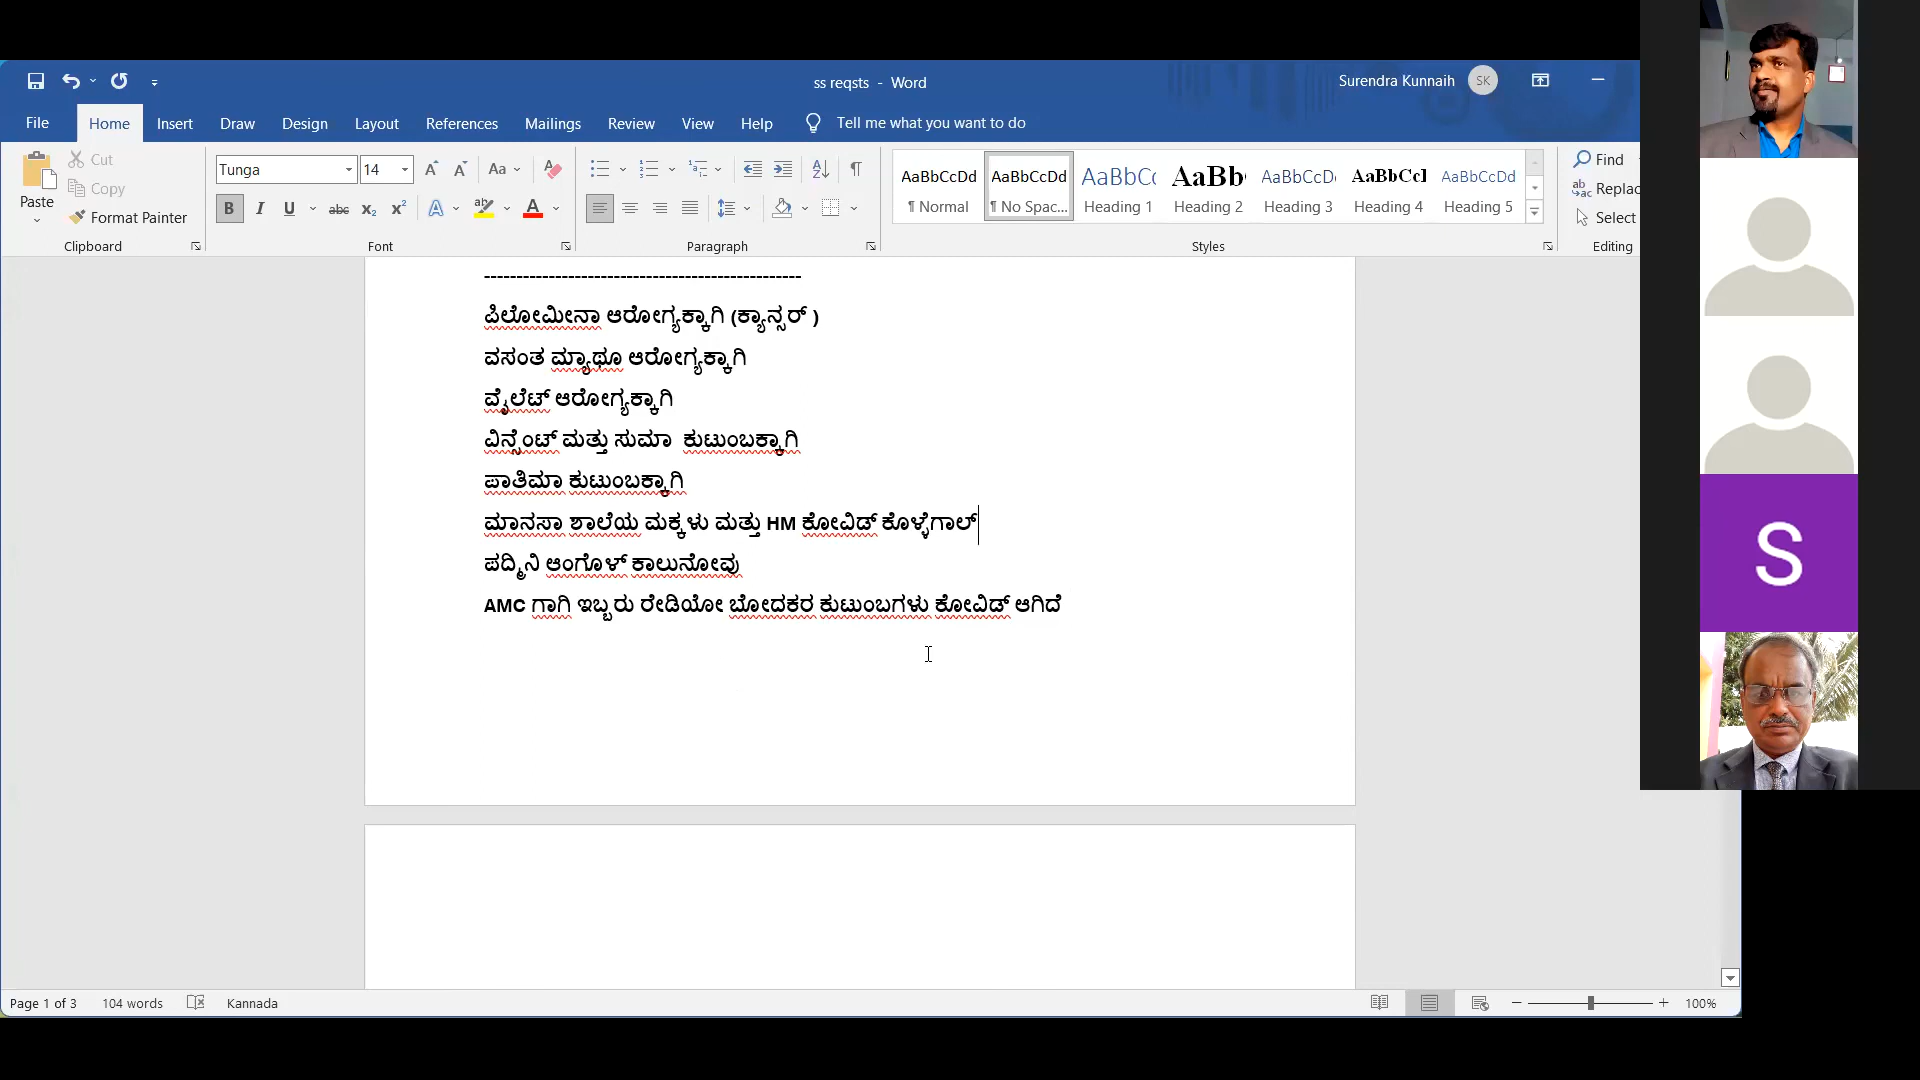 ss reqsts - Word
Surendra Kunnaih SK
File Home Insert Draw Design Layout References Mailings Review View Help Tell me what you want to do
Paste Cut Copy Format Painter
Clipboard
Tunga 14
Font
Paragraph
AaBbCcDd AaBbCcDd AaBbCc AaBb AaBbCcD AaBbCcI AaBbCcDd
¶ Normal ¶ No Spac... Heading 1 Heading 2 Heading 3 Heading 4 Heading 5
Styles
Find
Replac
Select
Editing
-------------------------------------------------
ಪಿಲೋಮೀನಾ ಆರೋಗ್ಯಕ್ಕಾಗಿ (ಕ್ಯಾನ್ಸರ್ )
ವಸಂತ ಮ್ಯಾಥೂ ಆರೋಗ್ಯಕ್ಕಾಗಿ
ವೈಲೆಟ್ ಆರೋಗ್ಯಕ್ಕಾಗಿ
ವಿನ್ಸೆಂಟ್ ಮತ್ತು ಸುಮಾ ಕುಟುಂಬಕ್ಕಾಗಿ
ಪಾತಿಮಾ ಕುಟುಂಬಕ್ಕಾಗಿ
ಮಾನಸಾ ಶಾಲೆಯ ಮಕ್ಕಳು ಮತ್ತು HM ಕೋವಿಡ್ ಕೊಳ್ಳೆಗಾಲ್
ಪದ್ಮಿನಿ ಆಂಗೊಳ್ ಕಾಲುನೋವು
AMC ಗಾಗಿ ಇಬ್ಬರು ರೇಡಿಯೋ ಬೋದಕರ ಕುಟುಂಬಗಳು ಕೋವಿಡ್ ಆಗಿದೆ
S
Page 1 of 3 104 words Kannada 100%